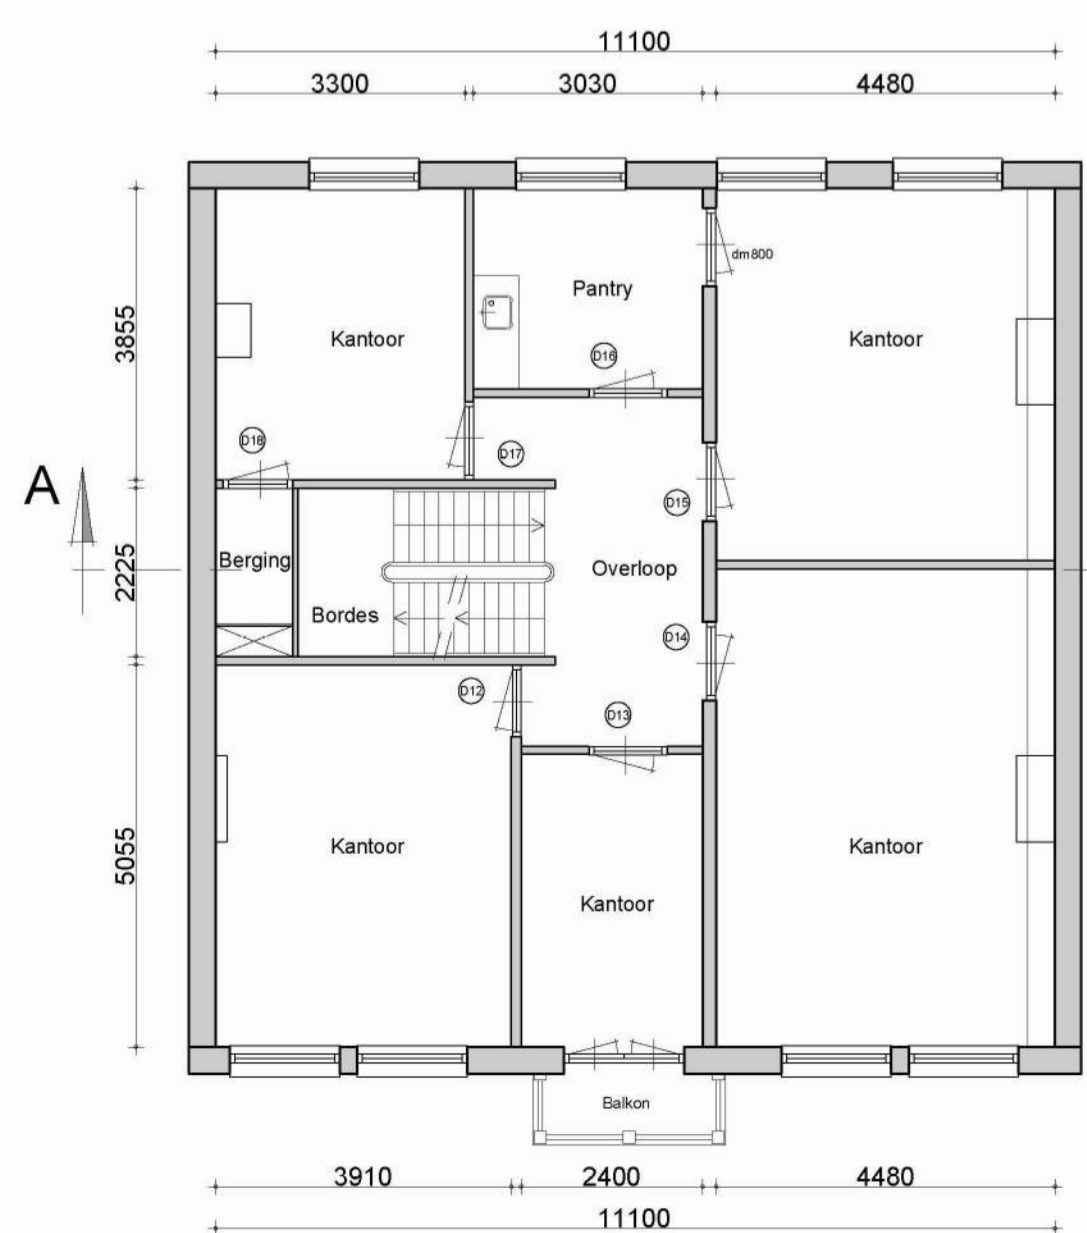 11100
3300 3030 4480
dm800
Pantry
3855
Kantoor
Kantoor
D16
D18
D17
A
D15
Berging
2225
Overloop
Bordes
D14
D12
D13
5055
Kantoor
Kantoor
Kantoor
Balkon
3910 2400 4480
11100